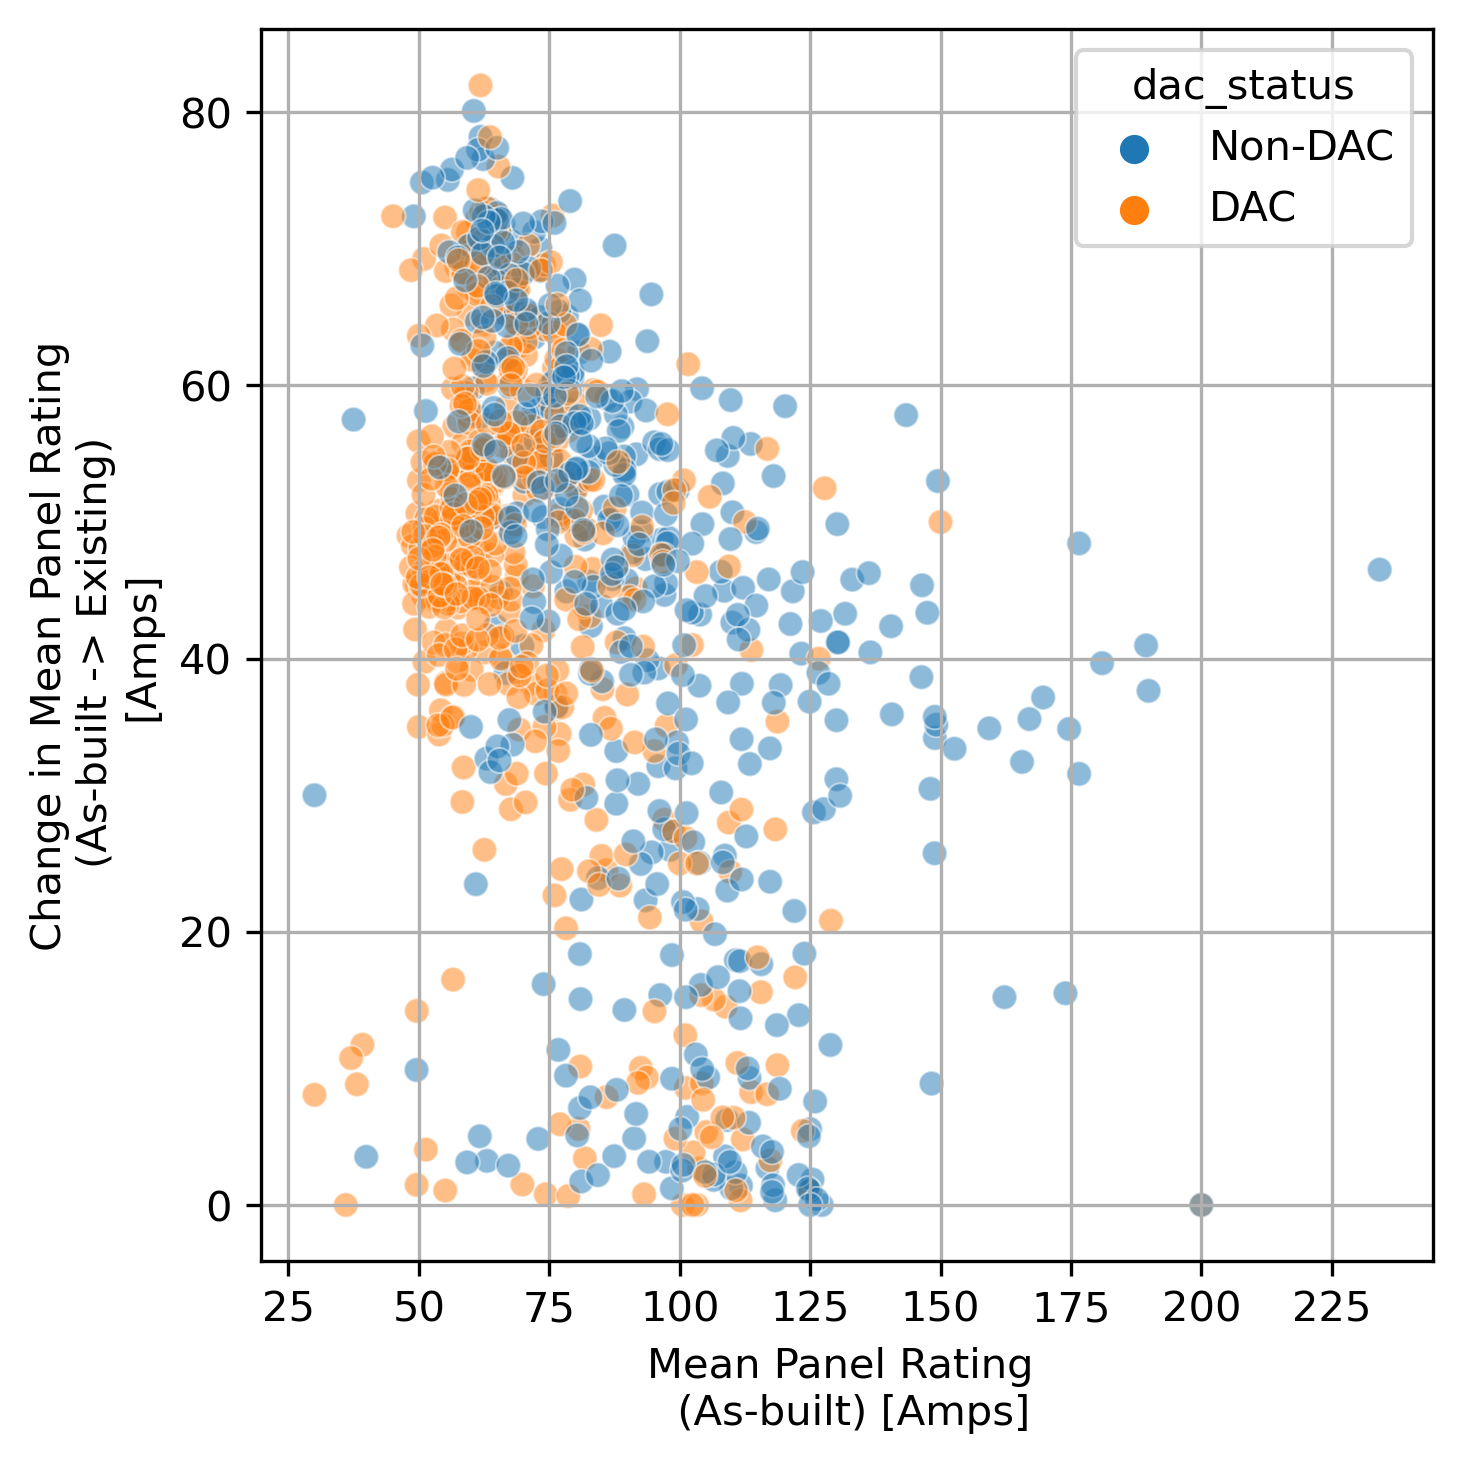 dac_status
Non-DAC
DAC
80
60
40
20
0
Change in Mean Panel Rating
(As-built -> Existing)
[Amps]
25 50 75 100 125 150 175 200 225
Mean Panel Rating
(As-built) [Amps]